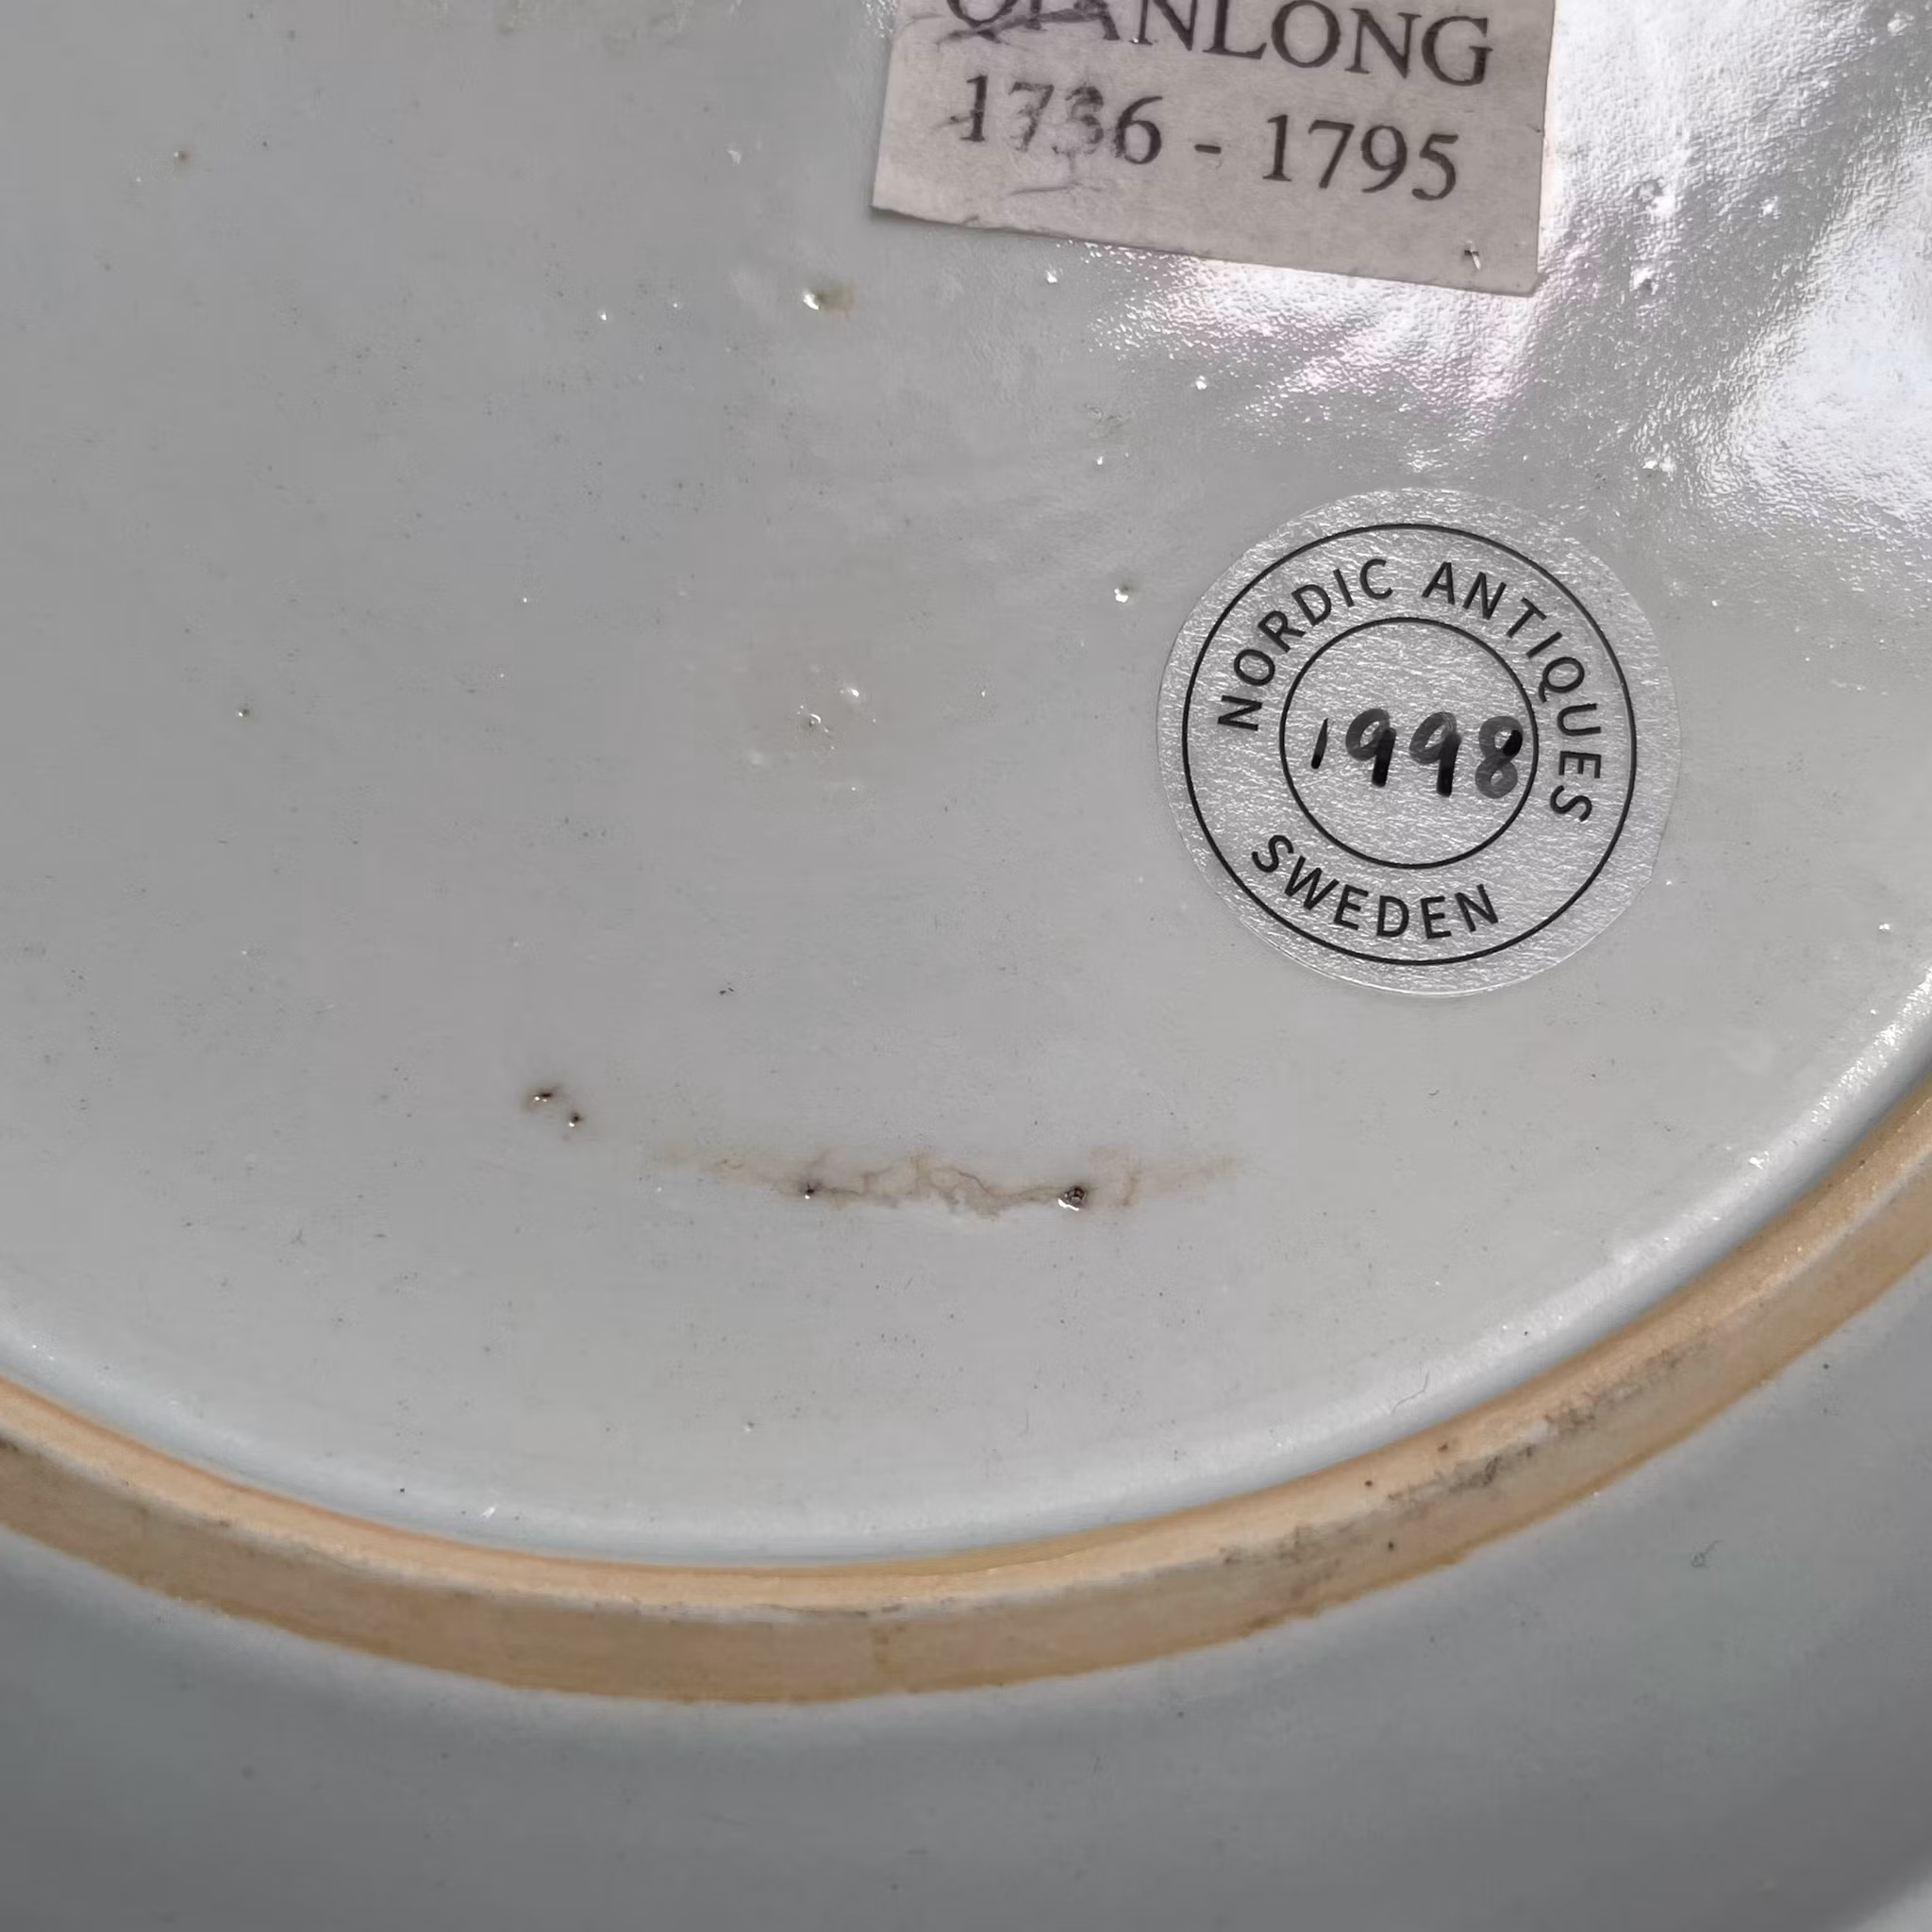 QIANLONG
1736 - 1795
NORDIC ANTIQUES
1998
SWEDEN